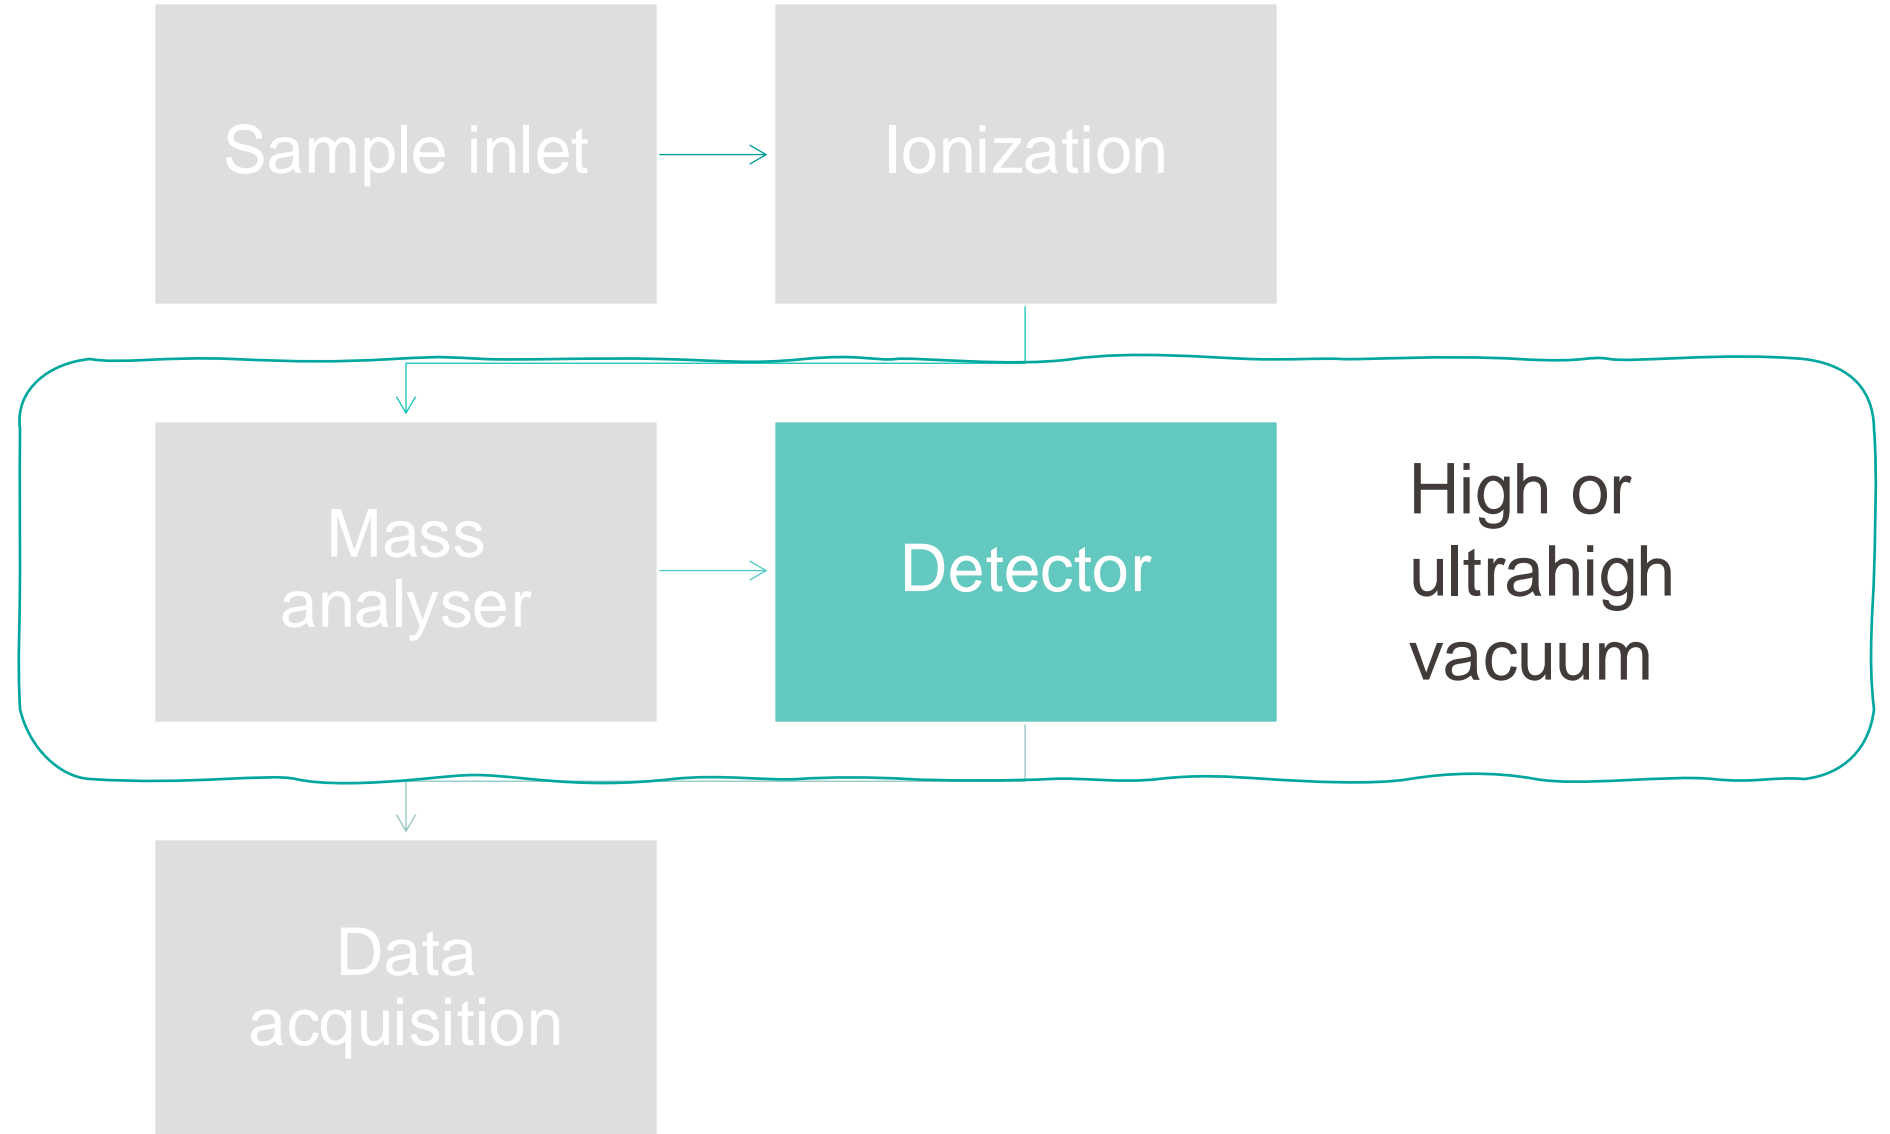 Sample inlet
Ionization
Mass
analyser
Detector
High or
ultrahigh
vacuum
Data
acquisition